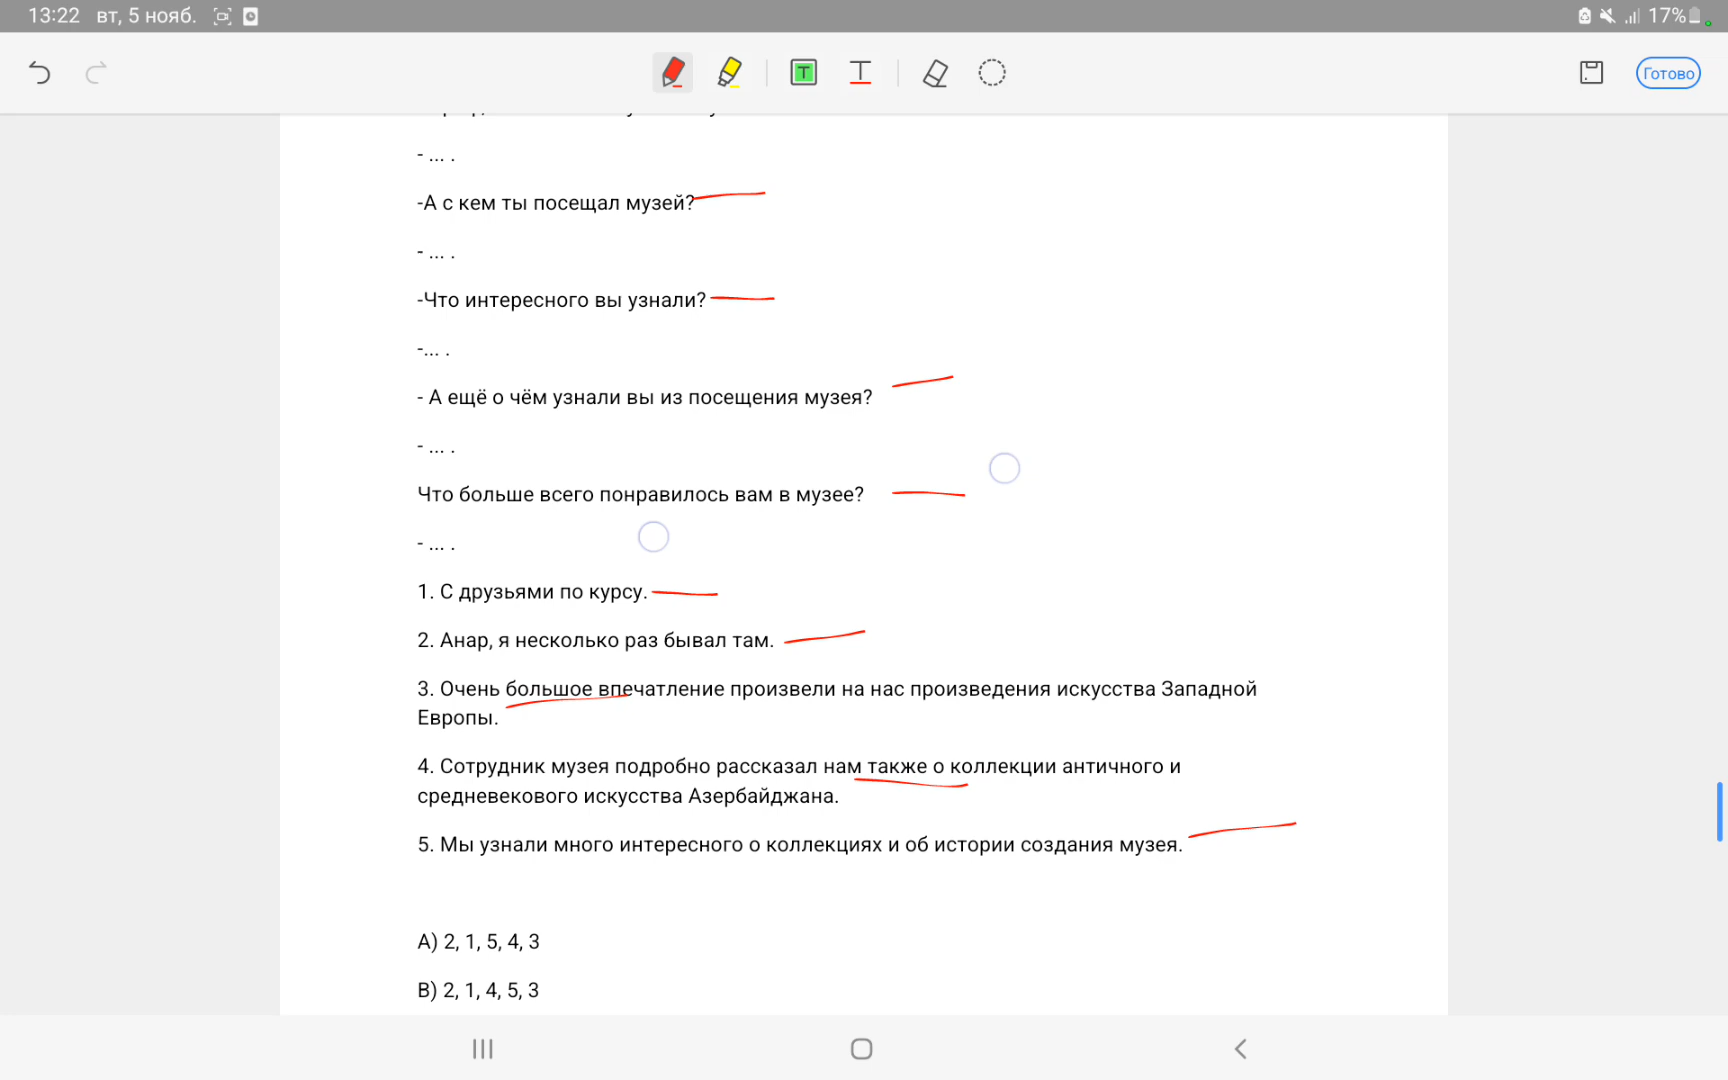 13:22 вт, 5 нояб. 17%
T T Готово
- ... .
-А с кем ты посещал музей?
- ... .
-Что интересного вы узнали?
-... .
- А ещё о чём узнали вы из посещения музея?
- ... .
Что больше всего понравилось вам в музее?
- ... .
1. С друзьями по курсу.
2. Анар, я несколько раз бывал там.
3. Очень большое впечатление произвели на нас произведения искусства Западной
Европы.
4. Сотрудник музея подробно рассказал нам также о коллекции античного и
средневекового искусства Азербайджана.
5. Мы узнали много интересного о коллекциях и об истории создания музея.
A) 2, 1, 5, 4, 3
B) 2, 1, 4, 5, 3